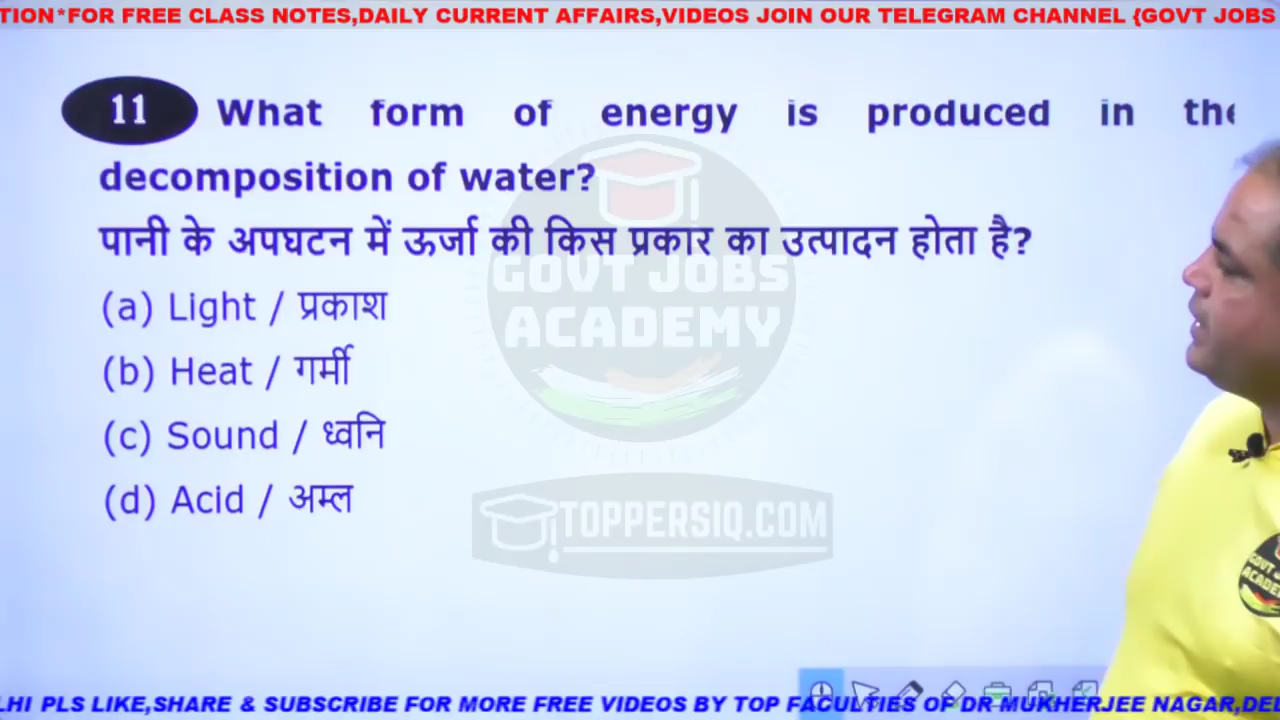 TION*FOR FREE CLASS NOTES,DAILY CURRENT AFFAIRS,VIDEOS JOIN OUR TELEGRAM CHANNEL {GOVT JOBS
11 What form of energy is produced in the
decomposition of water?
पानी के अपघटन में ऊर्जा की किस प्रकार का उत्पादन होता है?
(a) Light / प्रकाश
(b) Heat / गर्मी
(c) Sound / ध्वनि
(d) Acid / अम्ल
GOVT JOBS
ACADEMY
TOPPERSIQ.COM
GOVT J
ACADE
LHI PLS LIKE,SHARE & SUBSCRIBE FOR MORE FREE VIDEOS BY TOP FACULTIES OF DR MUKHERJEE NAGAR,DEL